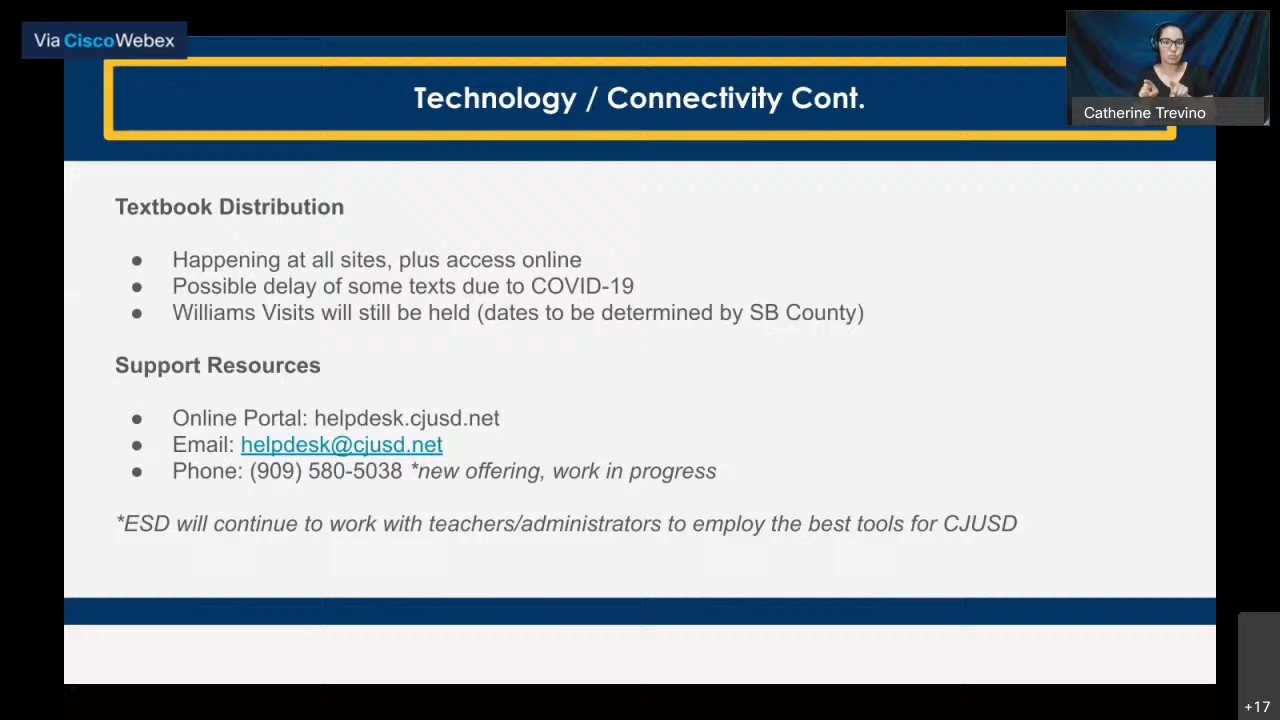 Via CiscoWebex
Technology / Connectivity Cont.
Catherine Trevino
Textbook Distribution
● Happening at all sites, plus access online
● Possible delay of some texts due to COVID-19
● Williams Visits will still be held (dates to be determined by SB County)
Support Resources
● Online Portal: helpdesk.cjusd.net
● Email: helpdesk@cjusd.net
● Phone: (909) 580-5038 *new offering, work in progress
*ESD will continue to work with teachers/administrators to employ the best tools for CJUSD
+17